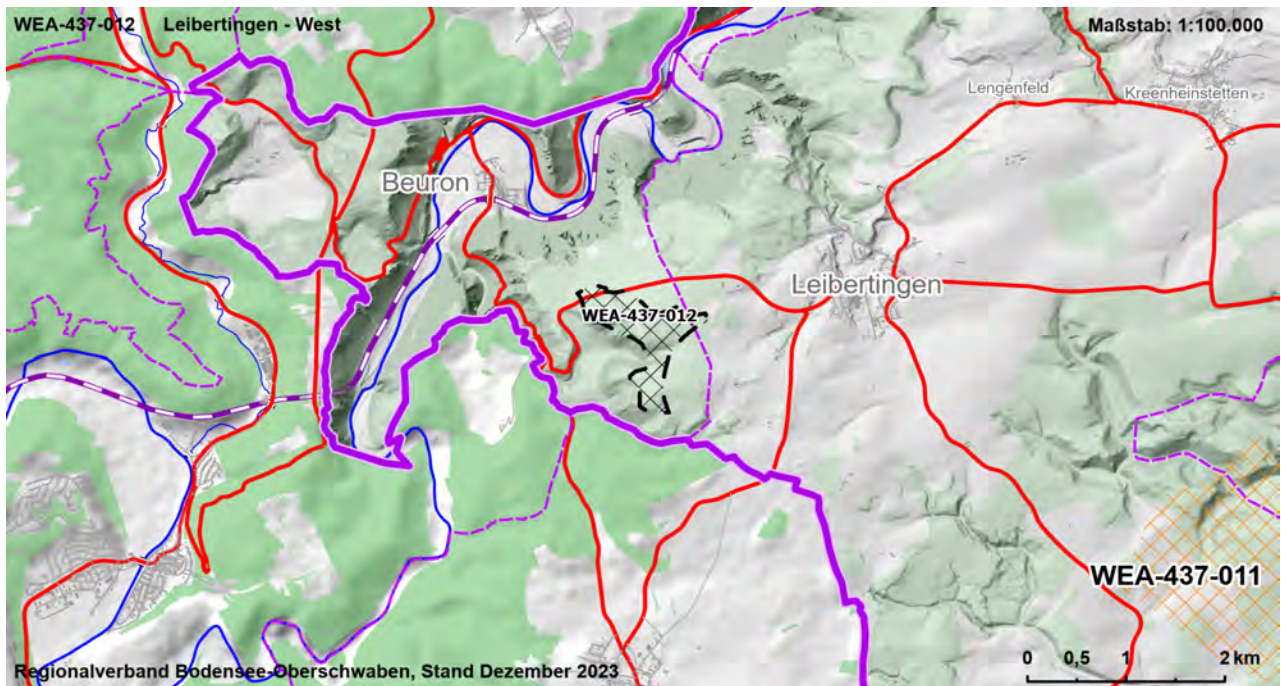 WEA-437-012 Leibertingen - West
Maßstab: 1:100.000
Lengenfeld
Kreenheinstetten
Beuron
Leibertingen
WEA-437-012
WEA-437-011
Regionalverband Bodensee-Oberschwaben, Stand Dezember 2023
0 0,5 1 2 km